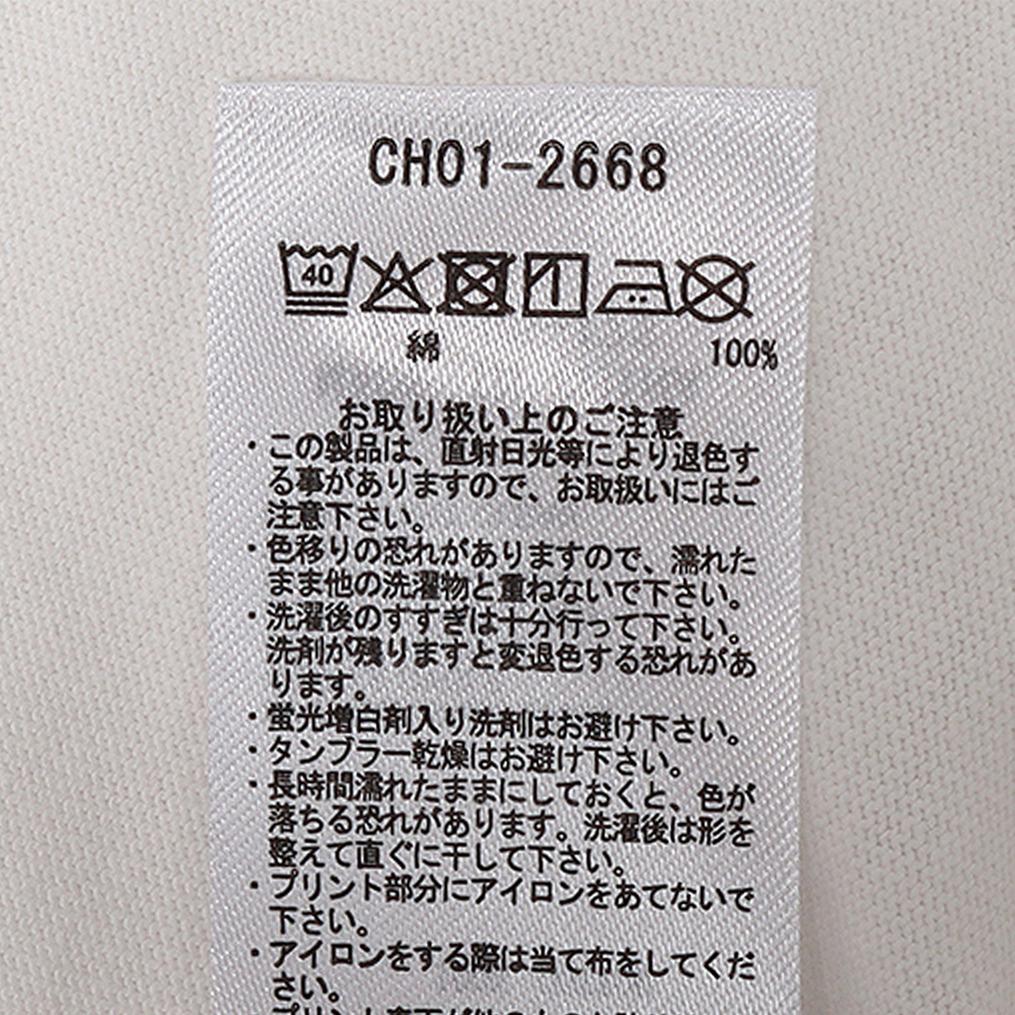 CH01-2668
40
綿 100%
お取り扱い上のご注意
・この製品は、直射日光等により退色す
る事がありますので、お取扱いにはご
注意下さい。
・色移りの恐れがありますので、濡れた
まま他の洗濯物と重ねないで下さい。
・洗濯後のすすぎは十分行って下さい。
洗剤が残りますと変退色する恐れがあ
ります。
・蛍光増白剤入り洗剤はお避け下さい。
・タンブラー乾燥はお避け下さい。
・長時間濡れたままにしておくと、色が
落ちる恐れがあります。洗濯後は形を
整えて直ぐに干して下さい。
・プリント部分にアイロンをあてないで
下さい。
・アイロンをする際は当て布をしてくだ
さい。